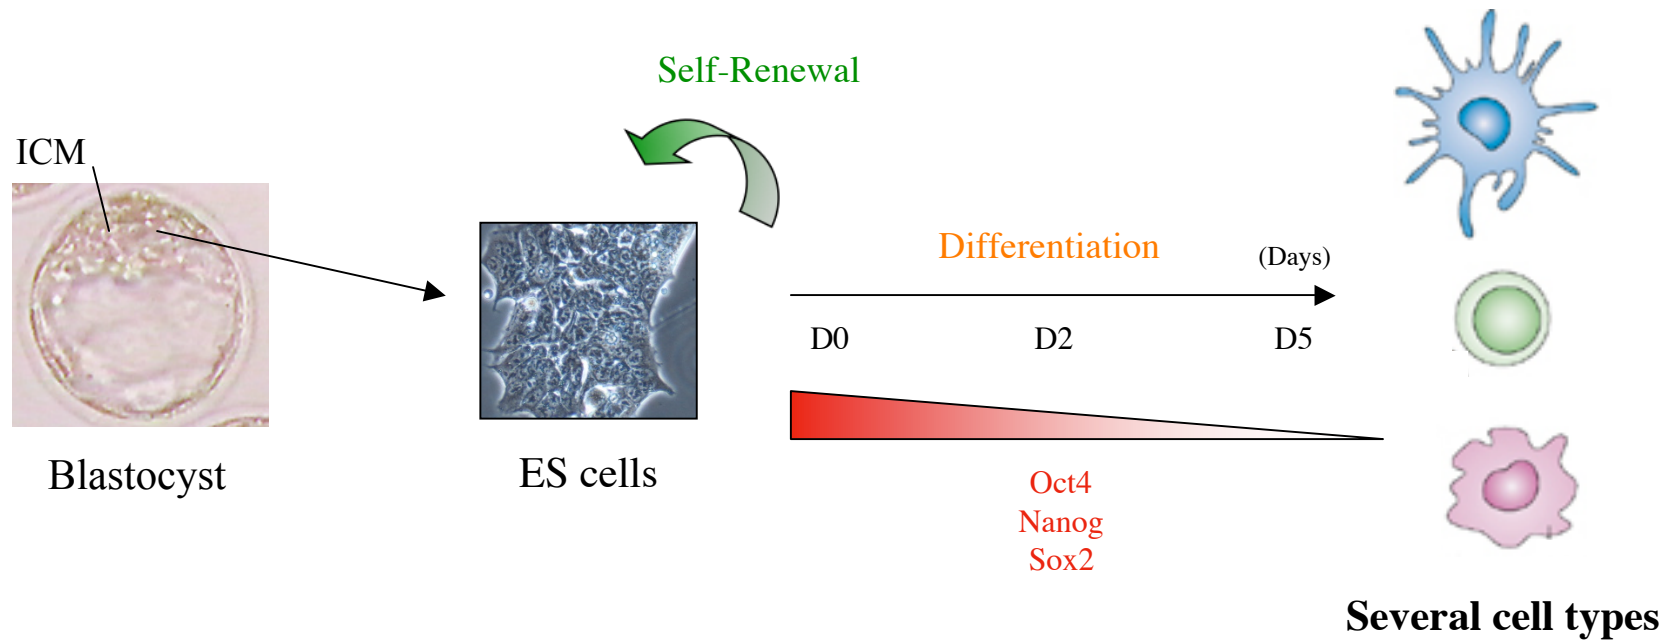 Self-Renewal
ICM
Differentiation
(Days)
D0
D2
D5
Blastocyst
ES cells
Oct4
Nanog
Sox2
Several cell types